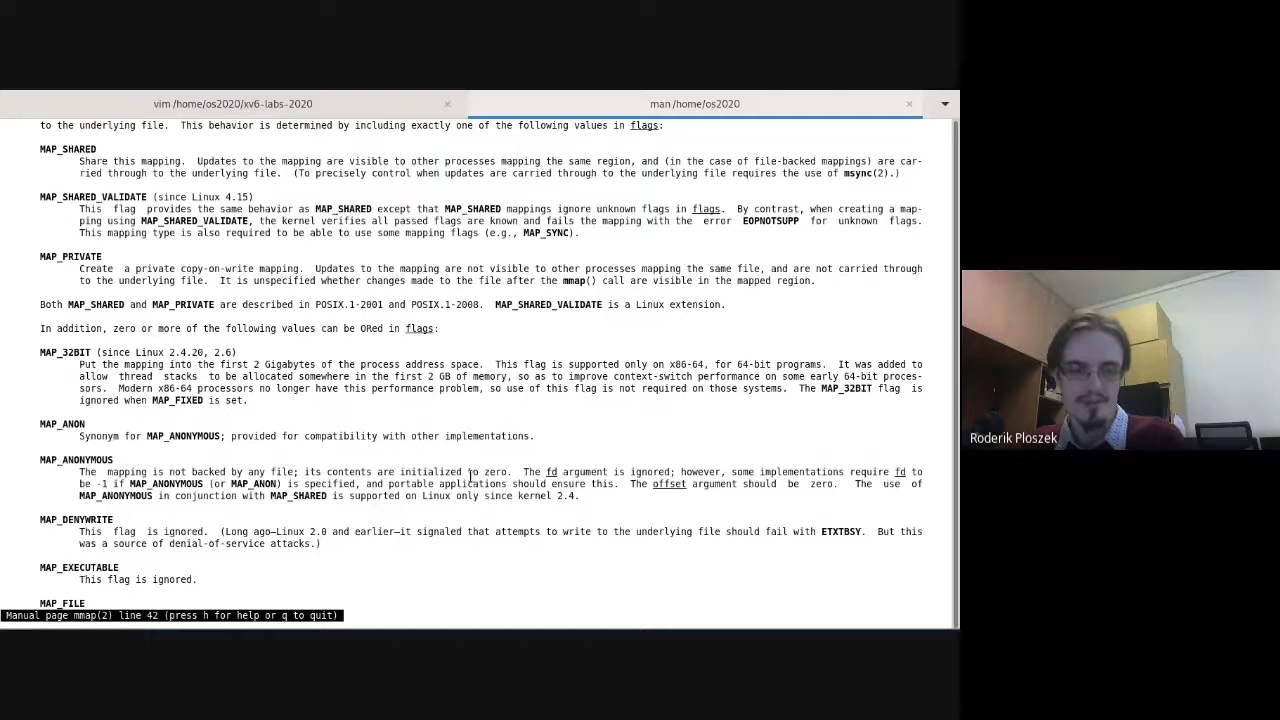 vim /home/os2020/xv6-labs-2020 × man /home/os2020 ×
to the underlying file.  This behavior is determined by including exactly one of the following values in flags:
MAP_SHARED
Share this mapping.  Updates to the mapping are visible to other processes mapping the same region, and (in the case of file-backed mappings) are car-
ried through to the underlying file.  (To precisely control when updates are carried through to the underlying file requires the use of msync(2).)
MAP_SHARED_VALIDATE (since Linux 4.15)
This  flag  provides the same behavior as MAP_SHARED except that MAP_SHARED mappings ignore unknown flags in flags.  By contrast, when creating a map-
ping using MAP_SHARED_VALIDATE, the kernel verifies all passed flags are known and fails the mapping with the  error  EOPNOTSUPP  for  unknown  flags.
This mapping type is also required to be able to use some mapping flags (e.g., MAP_SYNC).
MAP_PRIVATE
Create  a private copy-on-write mapping.  Updates to the mapping are not visible to other processes mapping the same file, and are not carried through
to the underlying file.  It is unspecified whether changes made to the file after the mmap() call are visible in the mapped region.
Both MAP_SHARED and MAP_PRIVATE are described in POSIX.1-2001 and POSIX.1-2008.  MAP_SHARED_VALIDATE is a Linux extension.
In addition, zero or more of the following values can be ORed in flags:
MAP_32BIT (since Linux 2.4.20, 2.6)
Put the mapping into the first 2 Gigabytes of the process address space.  This flag is supported only on x86-64, for 64-bit programs.  It was added to
allow  thread  stacks  to be allocated somewhere in the first 2 GB of memory, so as to improve context-switch performance on some early 64-bit proces-
sors.  Modern x86-64 processors no longer have this performance problem, so use of this flag is not required on those systems.  The MAP_32BIT flag  is
ignored when MAP_FIXED is set.
MAP_ANON
Synonym for MAP_ANONYMOUS; provided for compatibility with other implementations.
MAP_ANONYMOUS
The  mapping is not backed by any file; its contents are initialized to zero.  The fd argument is ignored; however, some implementations require fd to
be -1 if MAP_ANONYMOUS (or MAP_ANON) is specified, and portable applications should ensure this.  The offset argument should  be  zero.   The  use  of
MAP_ANONYMOUS in conjunction with MAP_SHARED is supported on Linux only since kernel 2.4.
MAP_DENYWRITE
This  flag  is ignored.  (Long ago—Linux 2.0 and earlier—it signaled that attempts to write to the underlying file should fail with ETXTBSY.  But this
was a source of denial-of-service attacks.)
MAP_EXECUTABLE
This flag is ignored.
MAP_FILE
Manual page mmap(2) line 42 (press h for help or q to quit)
Roderik Ploszek